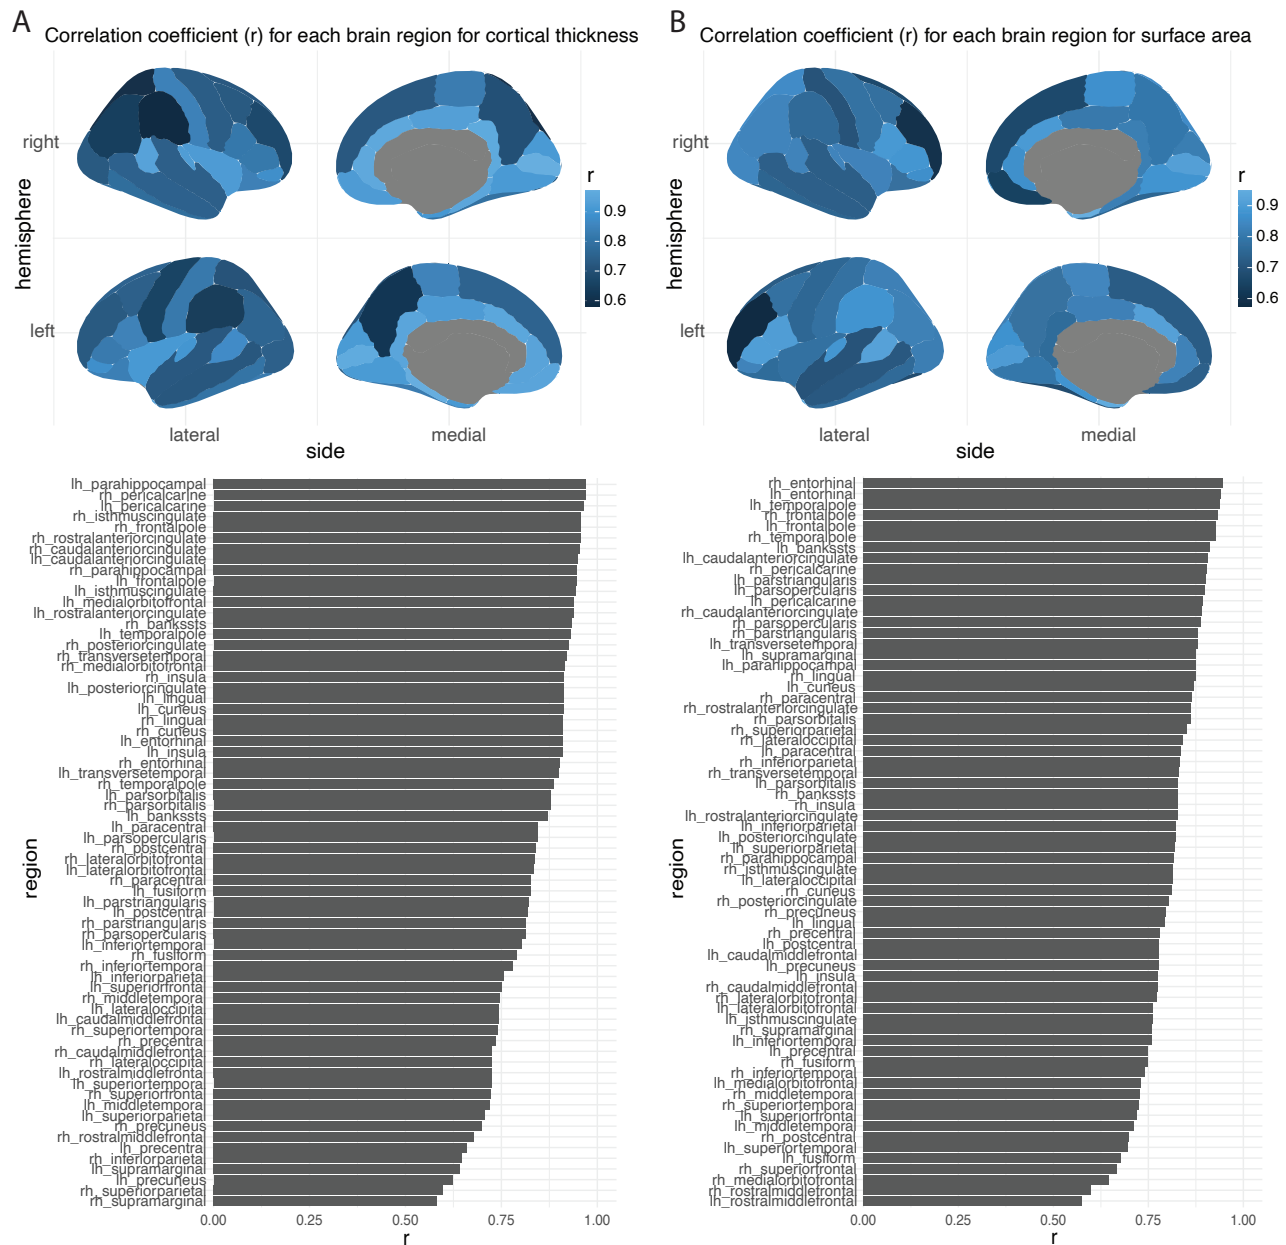 A
Correlation coefficient (r) for each brain region for cortical thickness
hemisphere
right
left
lateral
medial
side
r
0.9
0.8
0.7
0.6
region
lh_parahippocampal
rh_pericalcarine
lh_pericalcarine
rh_isthmuscingulate
rh_frontalpole
rh_rostralanteriorcingulate
rh_caudalanteriorcingulate
lh_caudalanteriorcingulate
rh_parahippocampal
lh_frontalpole
lh_isthmuscingulate
lh_medialorbitofrontal
lh_rostralanteriorcingulate
rh_bankssts
lh_temporalpole
rh_posteriorcingulate
rh_transversetemporal
rh_medialorbitofrontal
rh_insula
lh_posteriorcingulate
lh_lingual
lh_cuneus
rh_lingual
rh_cuneus
lh_entorhinal
lh_insula
rh_entorhinal
lh_transversetemporal
rh_temporalpole
lh_parsorbitalis
rh_parsorbitalis
lh_bankssts
lh_paracentral
lh_parsopercularis
rh_postcentral
rh_lateralorbitofrontal
lh_lateralorbitofrontal
rh_paracentral
lh_fusiform
lh_parstriangularis
lh_postcentral
rh_parstriangularis
rh_parsopercularis
lh_inferiortemporal
rh_fusiform
rh_inferiortemporal
lh_inferiorparietal
lh_superiorfrontal
rh_middletemporal
lh_lateraloccipital
lh_caudalmiddlefrontal
rh_superiortemporal
rh_precentral
rh_caudalmiddlefrontal
rh_lateraloccipital
lh_rostralmiddlefrontal
lh_superiortemporal
rh_superiorfrontal
lh_middletemporal
lh_superiorparietal
rh_precuneus
rh_rostralmiddlefrontal
lh_precentral
rh_inferiorparietal
lh_supramarginal
lh_precuneus
rh_superiorparietal
rh_supramarginal
0.00 0.25 0.50 0.75 1.00
r
B
Correlation coefficient (r) for each brain region for surface area
hemisphere
right
left
lateral
medial
side
r
0.9
0.8
0.7
0.6
region
rh_entorhinal
lh_entorhinal
lh_temporalpole
rh_frontalpole
lh_frontalpole
rh_temporalpole
lh_bankssts
lh_caudalanteriorcingulate
rh_pericalcarine
lh_parstriangularis
lh_parsopercularis
lh_pericalcarine
rh_caudalanteriorcingulate
rh_parsopercularis
rh_parstriangularis
lh_transversetemporal
lh_supramarginal
lh_parahippocampal
rh_lingual
lh_cuneus
rh_paracentral
rh_rostralanteriorcingulate
rh_parsorbitalis
rh_superiorparietal
rh_lateraloccipital
lh_paracentral
rh_inferiorparietal
rh_transversetemporal
lh_parsorbitalis
rh_bankssts
rh_insula
lh_rostralanteriorcingulate
lh_inferiorparietal
lh_posteriorcingulate
lh_superiorparietal
rh_parahippocampal
rh_isthmuscingulate
lh_lateraloccipital
rh_cuneus
rh_posteriorcingulate
rh_precuneus
lh_lingual
rh_precentral
lh_postcentral
lh_caudalmiddlefrontal
lh_precuneus
lh_insula
rh_caudalmiddlefrontal
rh_lateralorbitofrontal
lh_lateralorbitofrontal
lh_isthmuscingulate
rh_supramarginal
lh_inferiortemporal
lh_precentral
rh_fusiform
rh_inferiortemporal
lh_medialorbitofrontal
rh_middletemporal
rh_superiortemporal
lh_superiorfrontal
lh_middletemporal
rh_postcentral
lh_superiortemporal
lh_fusiform
rh_superiorfrontal
rh_medialorbitofrontal
rh_rostralmiddlefrontal
lh_rostralmiddlefrontal
0.00 0.25 0.50 0.75 1.00
r